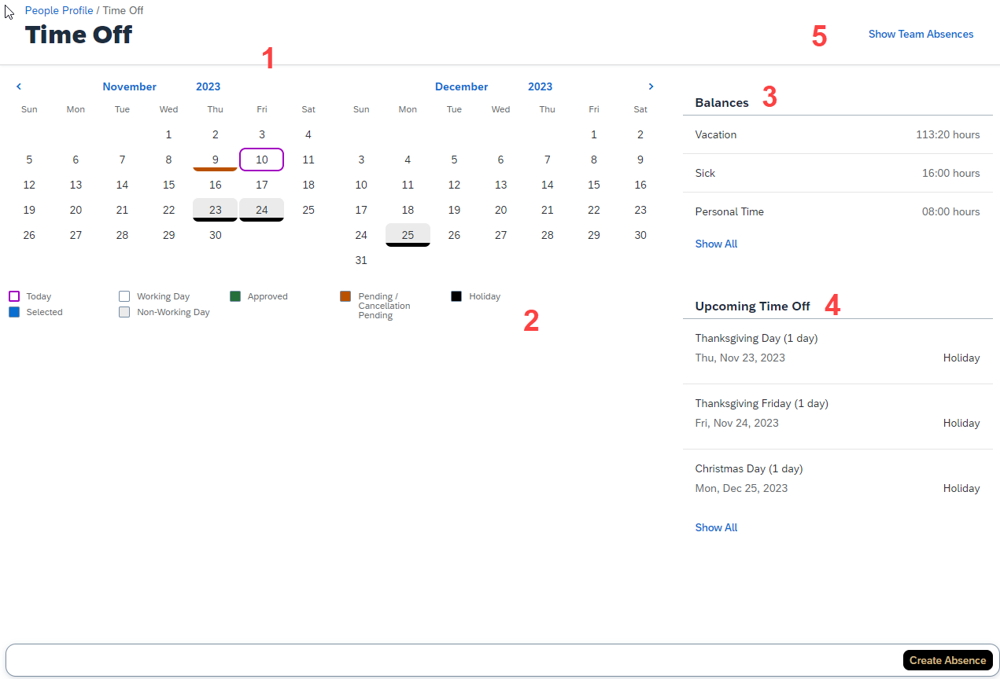 People Profile / Time Off
Time Off
5
Show Team Absences
1
November 2023
Sun Mon Tue Wed Thu Fri Sat
1 2 3 4
5 6 7 8 9 10 11
12 13 14 15 16 17 18
19 20 21 22 23 24 25
26 27 28 29 30
December 2023
Sun Mon Tue Wed Thu Fri Sat
1 2
3 4 5 6 7 8 9
10 11 12 13 14 15 16
17 18 19 20 21 22 23
24 25 26 27 28 29 30
31
Today
Selected
Working Day
Non-Working Day
Approved
Pending /
Cancellation
Pending
Holiday
2
Balances 3
Vacation 113:20 hours
Sick 16:00 hours
Personal Time 08:00 hours
Show All
Upcoming Time Off 4
Thanksgiving Day (1 day)
Thu, Nov 23, 2023 Holiday
Thanksgiving Friday (1 day)
Fri, Nov 24, 2023 Holiday
Christmas Day (1 day)
Mon, Dec 25, 2023 Holiday
Show All
Create Absence